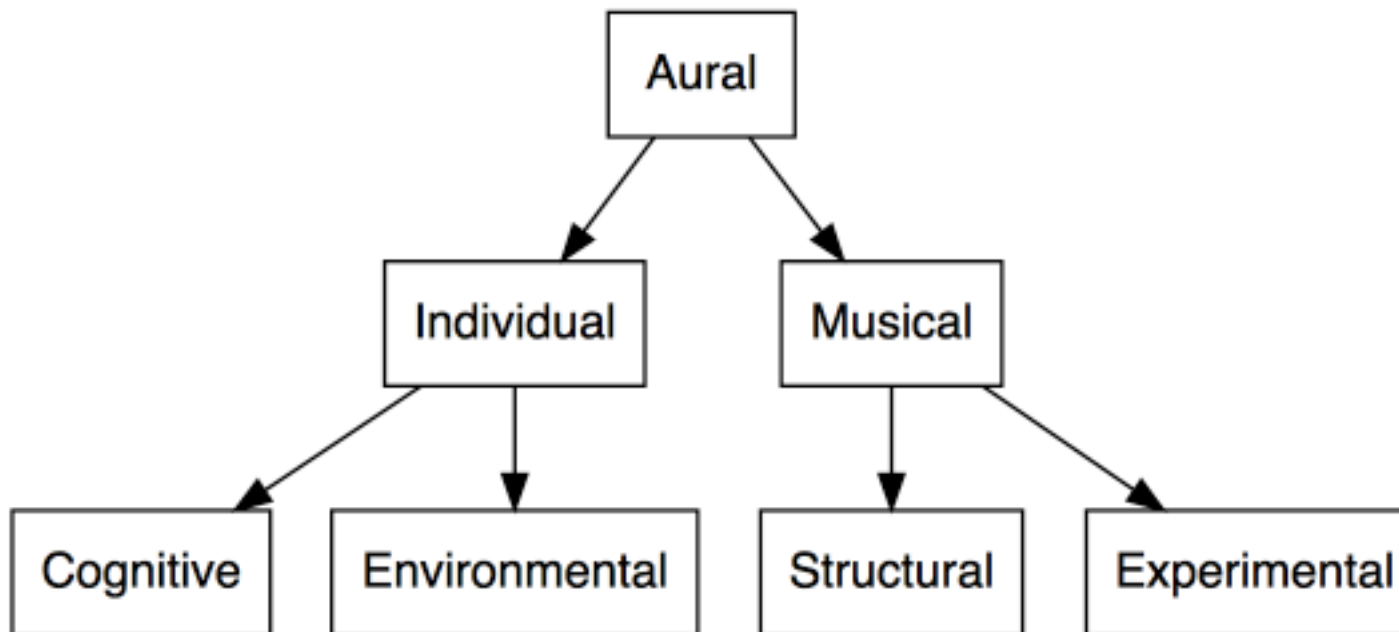 Aural
Individual
Musical
Cognitive
Environmental
Structural
Experimental